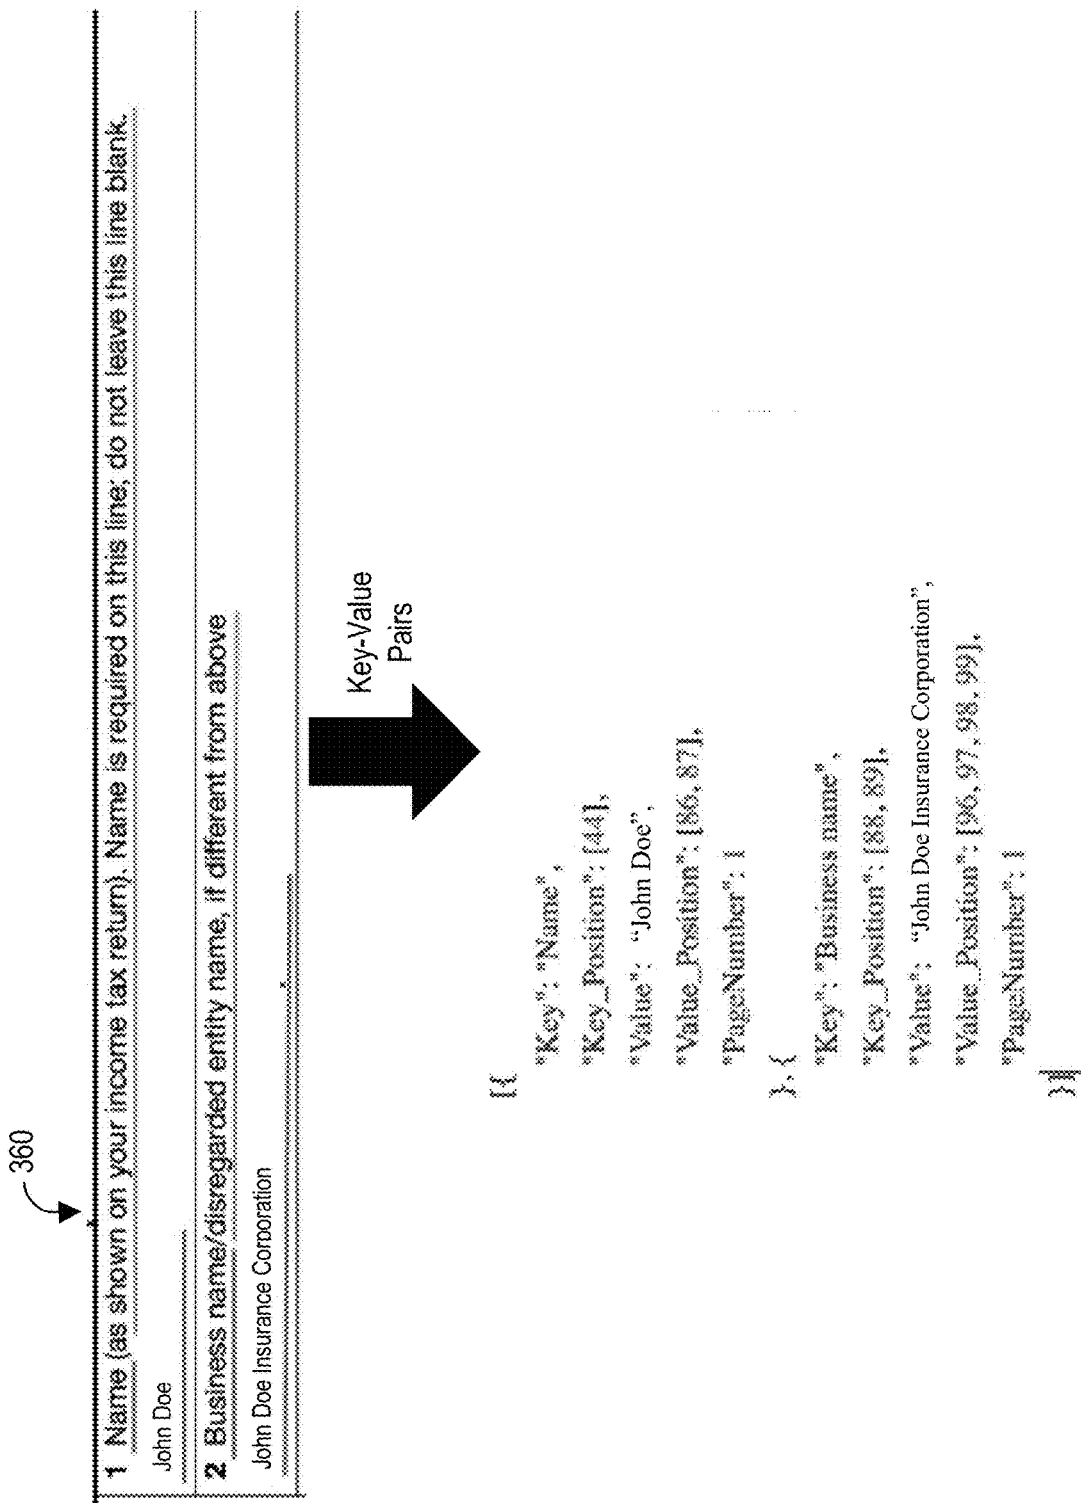 360
1 Name (as shown on your income tax return). Name is required on this line; do not leave this line blank.
John Doe
2 Business name/disregarded entity name, if different from above
John Doe Insurance Corporation
Key-Value
Pairs
[{
"Key": "Name",
"Key_Position": [44],
"Value": “John Doe”,
"Value_Position": [86, 87],
"PageNumber": 1
}, {
"Key": "Business name",
"Key_Position": [88, 89],
"Value": “John Doe Insurance Corporation”,
"Value_Position": [96, 97, 98, 99],
"PageNumber": 1
}]